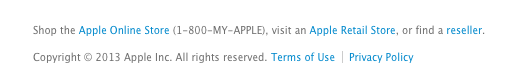 Shop the Apple Online Store (1-800-MY-APPLE), visit an Apple Retail Store, or find a reseller.
Copyright © 2013 Apple Inc. All rights reserved. Terms of Use | Privacy Policy